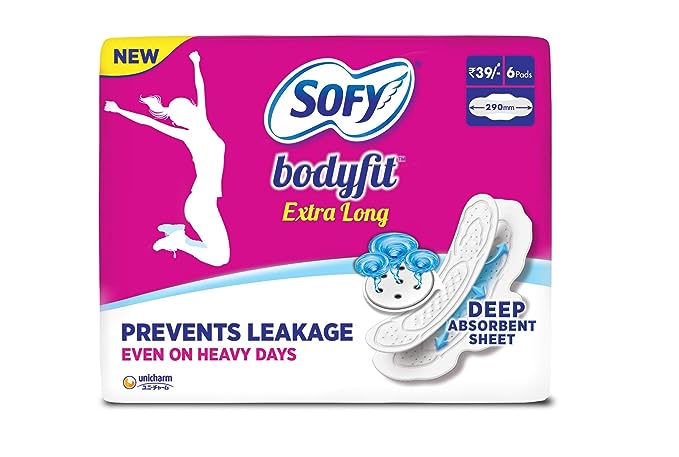 NEW
SOFY
bodyfit™
Extra Long
₹39/- 6 Pads
290mm
PREVENTS LEAKAGE
EVEN ON HEAVY DAYS
DEEP
ABSORBENT
SHEET
unicharm
ユニ・チャーム